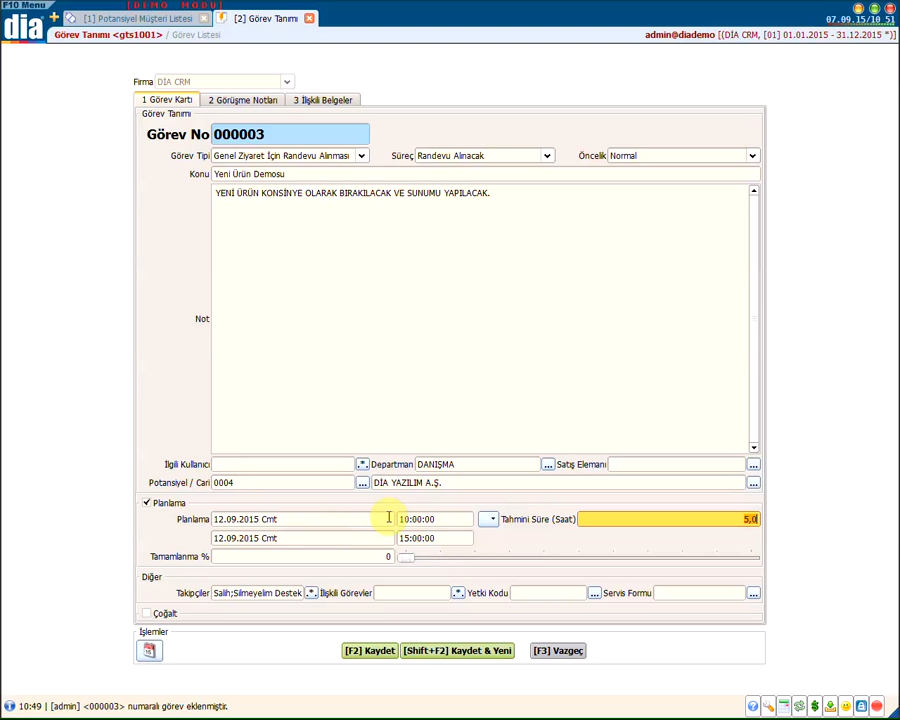 F10 Menu
[DEMO MODU]
dia
[1] Potansiyel Müşteri Listesi
[2] Görev Tanımı
07.09.15/10 51
Görev Tanımı <gts1001> / Görev Listesi
admin@diademo [(DİA CRM, [01] 01.01.2015 - 31.12.2015 ")]
Firma DİA CRM
1 Görev Kartı
2 Görüşme Notları
3 İlişkili Belgeler
Görev Tanımı
Görev No 000003
Görev Tipi Genel Ziyaret İçin Randevu Alınması Süreç Randevu Alınacak Öncelik Normal
Konu Yeni Ürün Demosu
YENİ ÜRÜN KONSİNYE OLARAK BIRAKILACAK VE SUNUMU YAPILACAK.
Not
İlgili Kullanıcı Departman DANIŞMA ... Satış Elemanı ...
Potansiyel / Cari 0004 ... DİA YAZILIM A.Ş. ...
Planlama
Planlama 12.09.2015 Cmt 10:00:00 Tahmini Süre (Saat) 5,0
12.09.2015 Cmt 15:00:00
Tamamlanma % 0
Diğer
Takipçiler Salih;Silmeyelim Destek İlişkili Görevler Yetki Kodu ... Servis Formu ...
Çoğalt
İşlemler
[F2] Kaydet
[Shift+F2] Kaydet & Yeni
[F3] Vazgeç
10:49 | [admin] <000003> numaralı görev eklenmiştir.